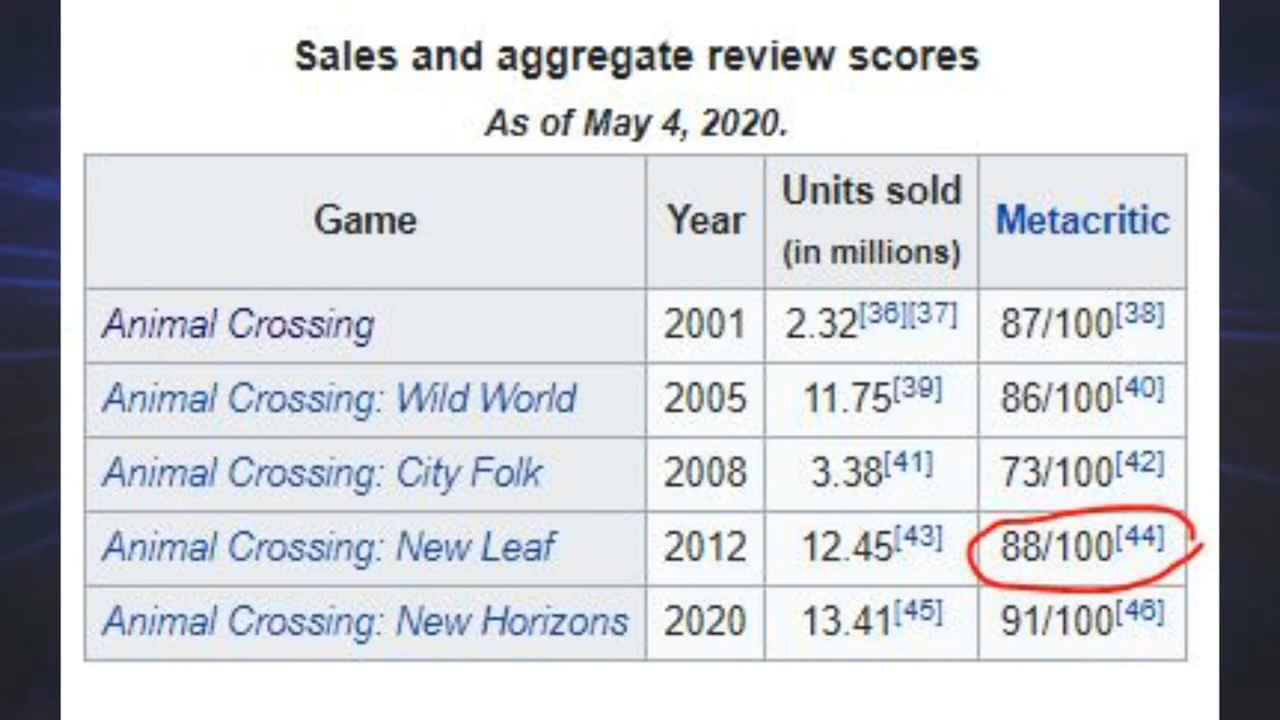 Sales and aggregate review scores
As of May 4, 2020.
Game Year Units sold (in millions) Metacritic
Animal Crossing 2001 2.32[36][37] 87/100[38]
Animal Crossing: Wild World 2005 11.75[39] 86/100[40]
Animal Crossing: City Folk 2008 3.38[41] 73/100[42]
Animal Crossing: New Leaf 2012 12.45[43] 88/100[44]
Animal Crossing: New Horizons 2020 13.41[45] 91/100[46]